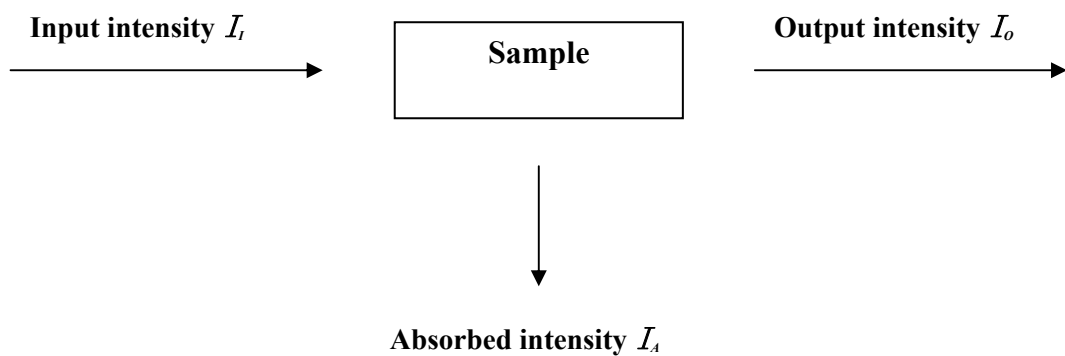 Input intensity I_I
Output intensity I_O
Sample
Absorbed intensity I_A